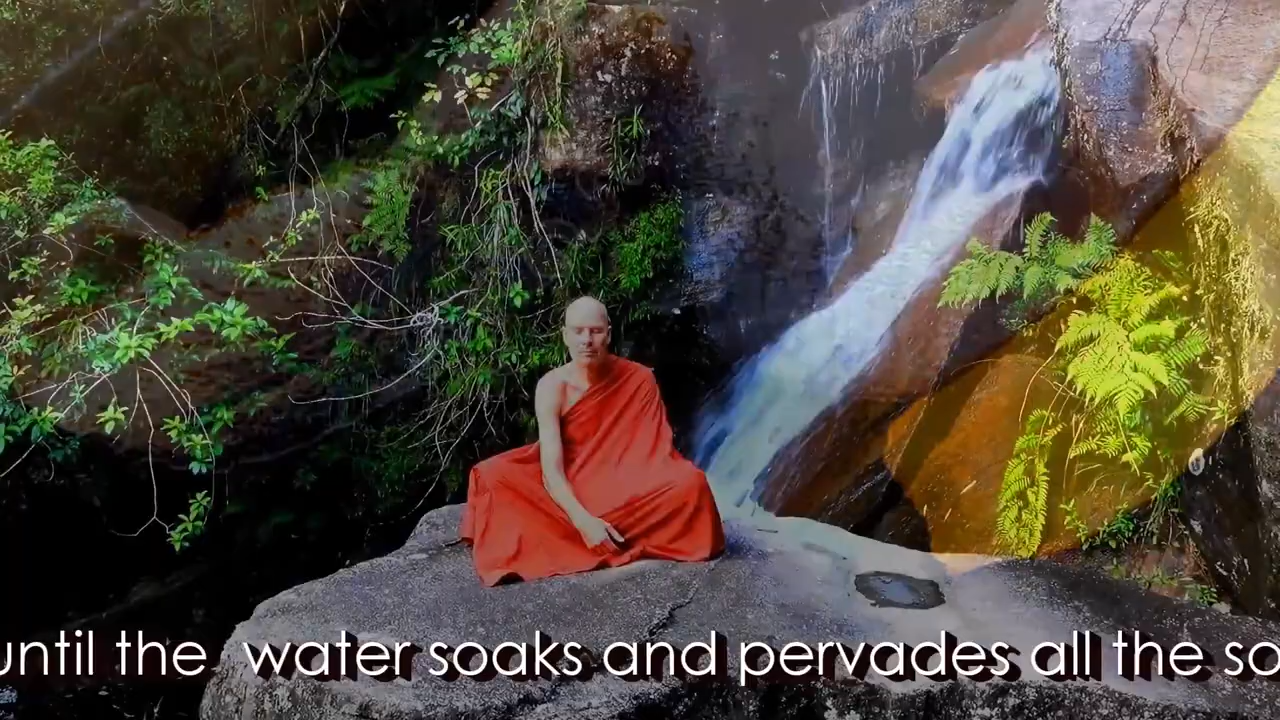 until the water soaks and pervades all the so